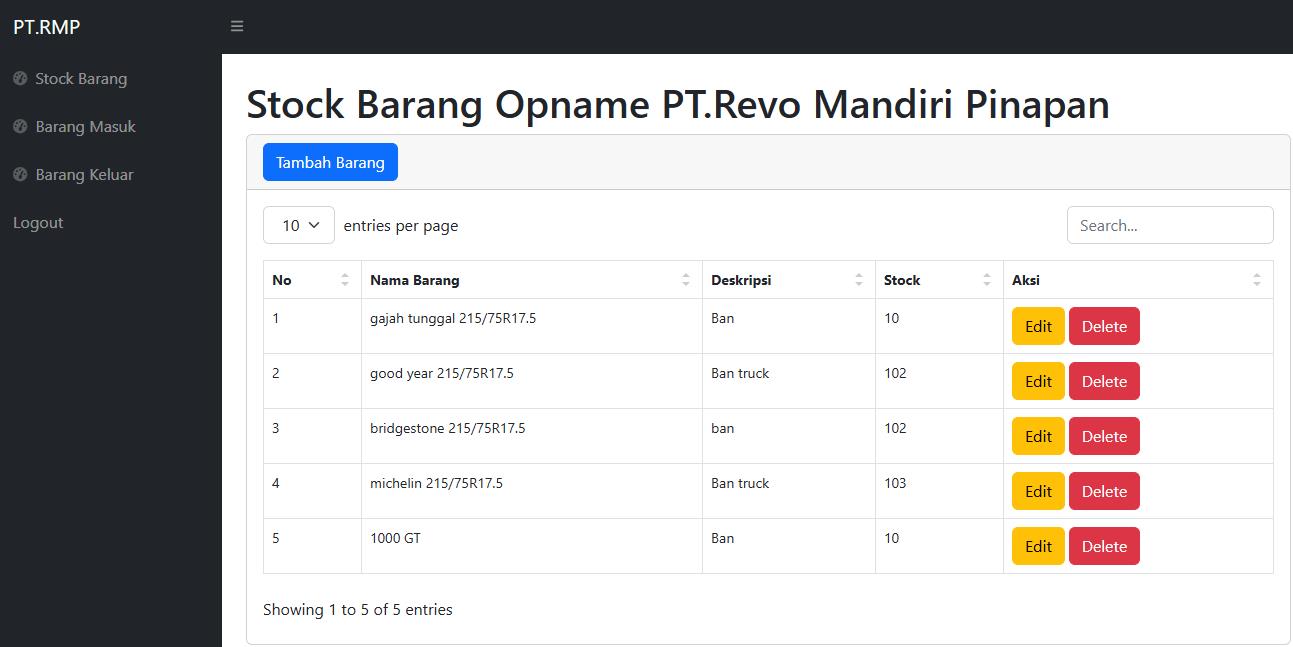 PT.RMP
Stock Barang
Barang Masuk
Barang Keluar
Logout
Stock Barang Opname PT.Revo Mandiri Pinapan
Tambah Barang
10 entries per page Search...
No Nama Barang Deskripsi Stock Aksi
1 gajah tunggal 215/75R17.5 Ban 10 Edit Delete
2 good year 215/75R17.5 Ban truck 102 Edit Delete
3 bridgestone 215/75R17.5 ban 102 Edit Delete
4 michelin 215/75R17.5 Ban truck 103 Edit Delete
5 1000 GT Ban 10 Edit Delete
Showing 1 to 5 of 5 entries